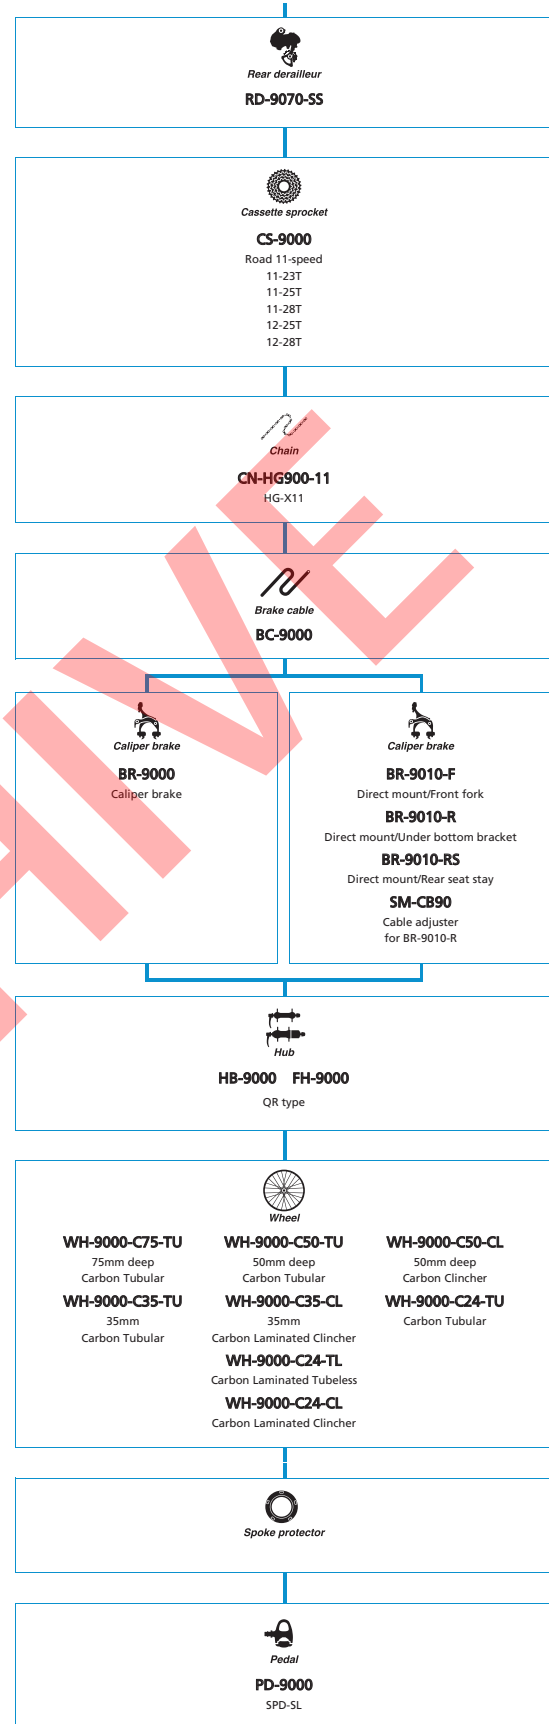 Rear derailleur
RD-9070-SS
Cassette sprocket
CS-9000
Road 11-speed
11-23T
11-25T
11-28T
12-25T
12-28T
Chain
CN-HG900-11
HG-X11
Brake cable
BC-9000
Caliper brake
BR-9000
Caliper brake
Caliper brake
BR-9010-F
Direct mount/Front fork
BR-9010-R
Direct mount/Under bottom bracket
BR-9010-RS
Direct mount/Rear seat stay
SM-CB90
Cable adjuster
for BR-9010-R
Hub
HB-9000 FH-9000
QR type
Wheel
WH-9000-C75-TU WH-9000-C50-TU WH-9000-C50-CL
75mm deep 50mm deep 50mm deep
Carbon Tubular Carbon Tubular Carbon Clincher
WH-9000-C35-TU WH-9000-C35-CL WH-9000-C24-TU
35mm 35mm Carbon Tubular
Carbon Tubular Carbon Laminated Clincher
WH-9000-C24-TL
Carbon Laminated Tubeless
WH-9000-C24-CL
Carbon Laminated Clincher
Spoke protector
Pedal
PD-9000
SPD-SL
HIVE